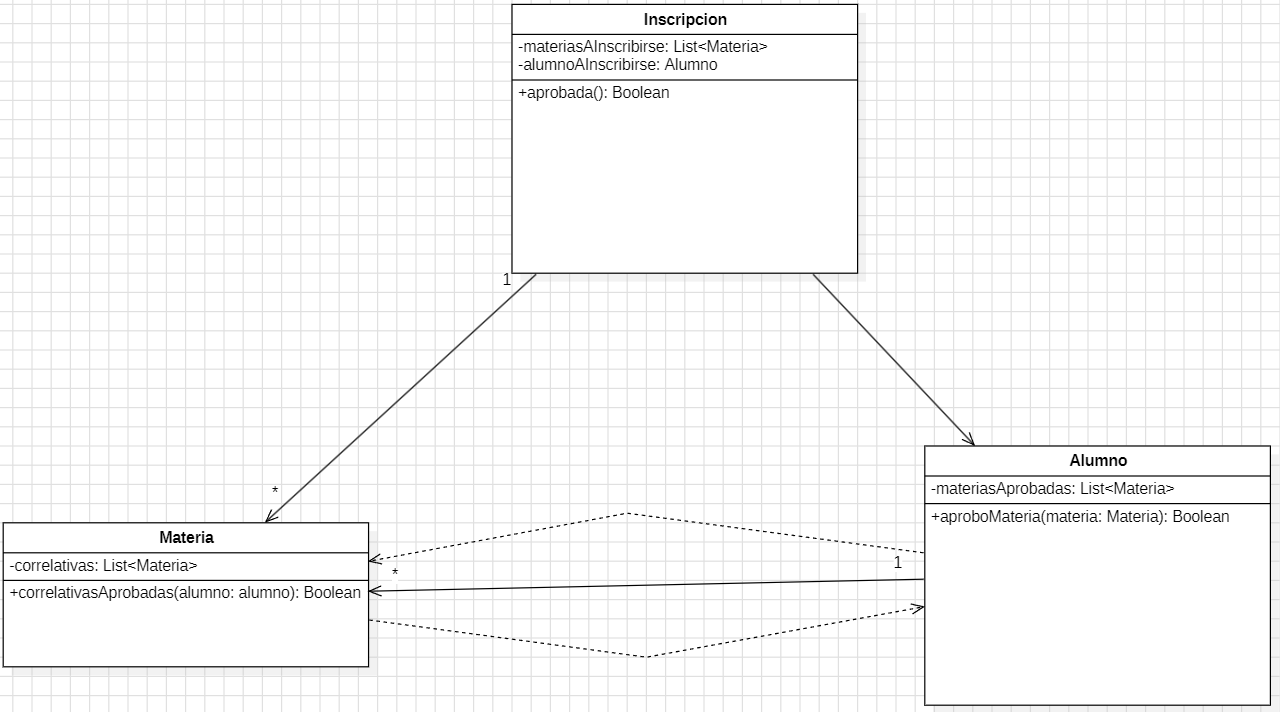 Inscripcion
-materiasAInscribirse: List<Materia>
-alumnoAInscribirse: Alumno
+aprobada(): Boolean
1
*
Alumno
-materiasAprobadas: List<Materia>
+aproboMateria(materia: Materia): Boolean
Materia
-correlativas: List<Materia>
+correlativasAprobadas(alumno: alumno): Boolean
*
1